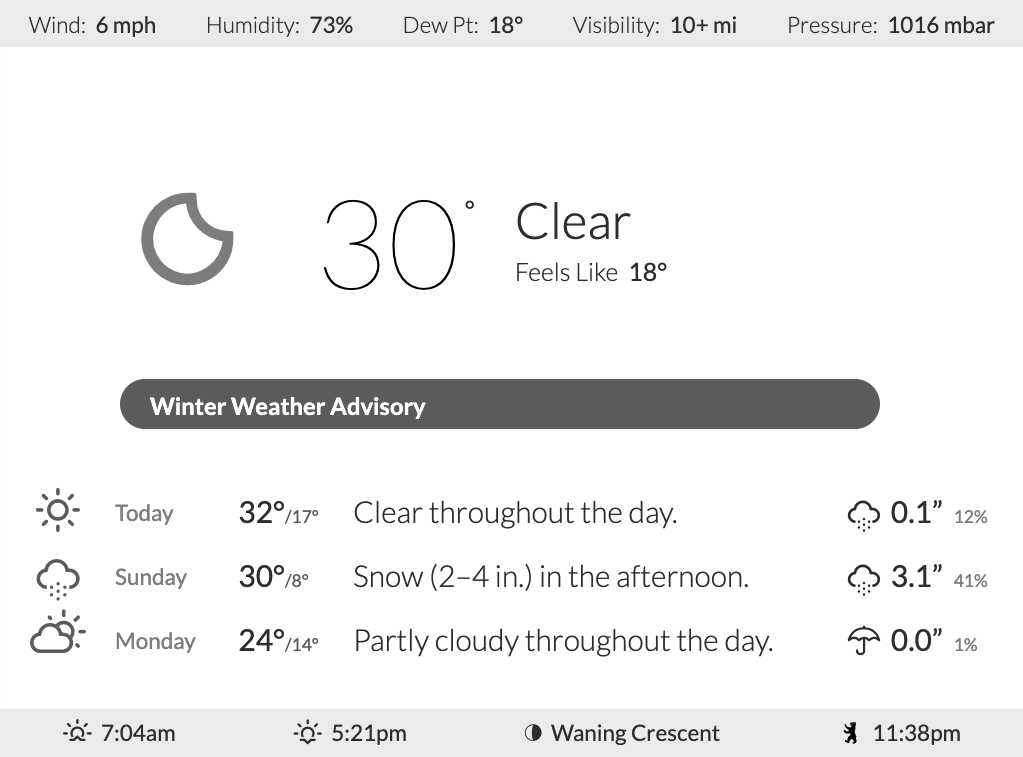 Wind: 6 mph Humidity: 73% Dew Pt: 18° Visibility: 10+ mi Pressure: 1016 mbar
30° Clear
Feels Like 18°
Winter Weather Advisory
Today 32°/17° Clear throughout the day. 0.1” 12%
Sunday 30°/8° Snow (2–4 in.) in the afternoon. 3.1” 41%
Monday 24°/14° Partly cloudy throughout the day. 0.0” 1%
7:04am 5:21pm Waning Crescent 11:38pm